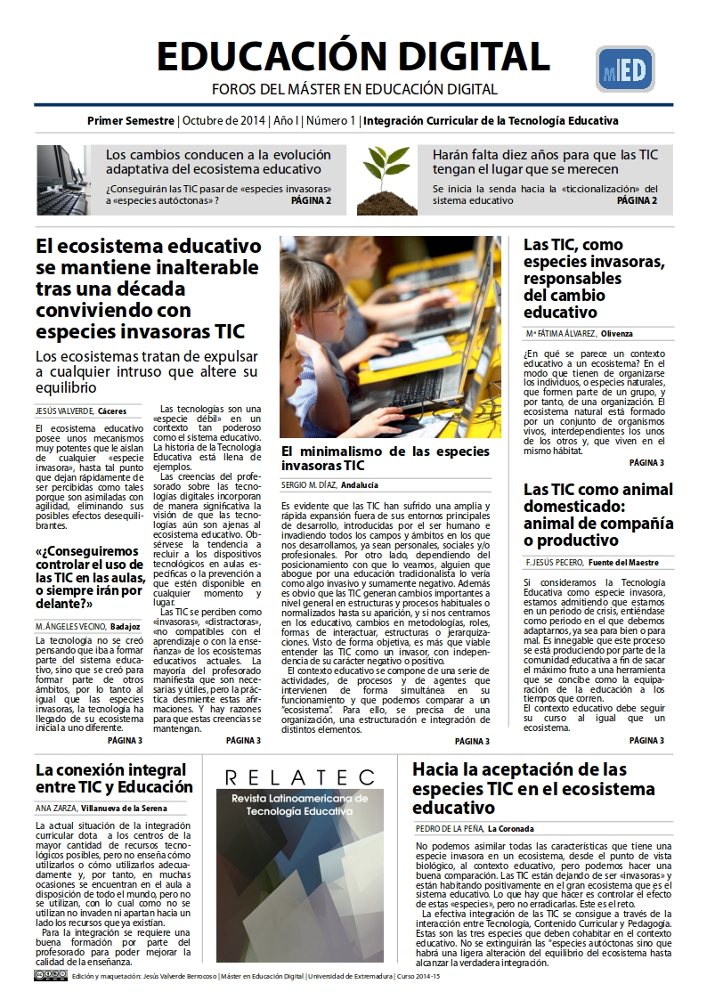 EDUCACIÓN DIGITAL
FOROS DEL MÁSTER EN EDUCACIÓN DIGITAL
mIED
Primer Semestre | Octubre de 2014 | Año I | Número 1 | Integración Curricular de la Tecnología Educativa
Los cambios conducen a la evolución
adaptativa del ecosistema educativo
¿Conseguirán las TIC pasar de «especies invasoras»
a «especies autóctonas» ? PÁGINA 2
Harán falta diez años para que las TIC
tengan el lugar que se merecen
Se inicia la senda hacia la «ticcionalización» del
sistema educativo PÁGINA 2
El ecosistema educativo
se mantiene inalterable
tras una década
conviviendo con
especies invasoras TIC
Los ecosistemas tratan de expulsar
a cualquier intruso que altere su
equilibrio
JESÚS VALVERDE, Cáceres
El ecosistema educativo
posee unos mecanismos
muy potentes que le aislan
de cualquier «especie
invasora», hasta tal punto
que dejan rápidamente de
ser percibidas como tales
porque son asimiladas con
agilidad, eliminando sus
posibles efectos desequili-
brantes.
«¿Conseguiremos
controlar el uso de
las TIC en las aulas,
o siempre irán por
delante?»
M. ÁNGELES VECINO, Badajoz
La tecnología no se creó
pensando que iba a formar
parte del sistema educa-
tivo, sino que se creó para
formar parte de otros
ámbitos, por lo tanto al
igual que las especies
invasoras, la tecnología ha
llegado de su ecosistema
inicial a uno diferente.
PÁGINA 3
Las tecnologías son una
«especie débil» en un
contexto tan poderoso
como el sistema educativo.
La historia de la Tecnología
Educativa está llena de
ejemplos.
Las creencias del profe-
sorado sobre las tecno-
logías digitales incorporan
de manera significativa la
visión de que las tecno-
logías aún son ajenas al
ecosistema educativo. Ob-
sérvese la tendencia a
recluir a los dispositivos
tecnológicos en aulas es-
pecíficas o la prevención a
que estén disponible en
cualquier momento y
lugar.
Las TIC se perciben como
«invasoras», «distractoras»,
«no compatibles con el
aprendizaje o con la ense-
ñanza» de los ecosistemas
educativos actuales. La
mayoría del profesorado
manifiesta que son nece-
sarias y útiles, pero la prác-
tica desmiente estas afir-
maciones. Y hay razones
para que estas creencias se
mantengan.
PÁGINA 3
El minimalismo de las especies
invasoras TIC
SERGIO M. DÍAZ, Andalucía
Es evidente que las TIC han sufrido una amplia y
rápida expansión fuera de sus entornos principales
de desarrollo, introducidas por el ser humano e
invadiendo todos los campos y ámbitos en los que
nos desarrollamos, ya sean personales, sociales y/o
profesionales. Por otro lado, dependiendo del
posicionamiento con que lo veamos, alguien que
abogue por una educación tradicionalista lo vería
como algo invasivo y sumamente negativo. Además
es obvio que las TIC generan cambios importantes a
nivel general en estructuras y procesos habituales o
normalizados hasta su aparición, y si nos centramos
en los educativo, cambios en metodologías, roles,
formas de interactuar, estructuras o jerarquiza-
ciones. Visto de forma objetiva, es más que viable
entender las TIC como un invasor, con indepen-
dencia de su carácter negativo o positivo.
El contexto educativo se compone de una serie de
actividades, de procesos y de agentes que
intervienen de forma simultánea en su
funcionamiento y que podemos comparar a un
"ecosistema". Para ello, se precisa de una
organización, una estructuración e integración de
distintos elementos.
PÁGINA 3
Las TIC, como
especies invasoras,
responsables
del cambio
educativo
Mª FÁTIMA ÁLVAREZ, Olivenza
¿En qué se parece un contexto
educativo a un ecosistema? En el
modo que tienen de organizarse
los individuos, o especies naturales,
que formen parte de un grupo, y
por tanto, de una organización. El
ecosistema natural está formado
por un conjunto de organismos
vivos, interdependientes los unos
de los otros y, que viven en el
mismo hábitat.
PÁGINA 3
Las TIC como animal
domesticado:
animal de compañía
o productivo
F. JESÚS PECERO, Fuente del Maestre
Si consideramos la Tecnología
Educativa como especie invasora,
estamos admitiendo que estamos
en un periodo de crisis, entiéndase
como período en el que debemos
adaptarnos, ya sea para bien o para
mal. Es innegable que este proceso
se está produciendo por parte de la
comunidad educativa a fin de sacar
el máximo fruto a una herramienta
que se concibe como la equipa-
ración de la educación a los
tiempos que corren.
El contexto educativo debe seguir
su curso al igual que un
ecosistema.
PÁGINA 3
La conexión integral
entre TIC y Educación
ANA ZARZA, Villanueva de la Serena
La actual situación de la integración
curricular dota a los centros de la
mayor cantidad de recursos tecno-
lógicos posibles, pero no enseña cómo
utilizarlos o cómo utilizarlos adecua-
damente y, por tanto, en muchas
ocasiones se encuentran en el aula a
disposición de todo el mundo, pero no
se utilizan, con lo cual como no se
utilizan no invaden ni apartan hacia un
lado los recursos que ya existían.
Para la integración se requiere una
buena formación por parte del
profesorado para poder mejorar la
calidad de la enseñanza.
RELATEC
Revista Latinoamericana de
Tecnología Educativa
Hacia la aceptación de las
especies TIC en el ecosistema
educativo
PEDRO DE LA PEÑA, La Coronada
No podemos asimilar todas las características que tiene una
especie invasora en un ecosistema, desde el punto de vista
biológico, al contexto educativo, pero podemos hacer una
buena comparación. Las TIC están dejando de ser «invasoras» y
están habitando positivamente en el gran ecosistema que es el
sistema educativo. Lo que hay que hacer es controlar el efecto
de estas «especies», pero no erradicarlas. Este es el reto.
La efectiva integración de las TIC se consigue a través de la
interacción entre Tecnología, Contenido Curricular y Pedagogía.
Estas son las tres especies que deben cohabitar en el contexto
educativo. No se extinguirán las "especies autóctonas sino que
habrá una ligera alteración del equilibrio del ecosistema hasta
alcanzar la verdadera integración.
Edición y maquetación: Jesús Valverde Berrocoso | Máster en Educación Digital | Universidad de Extremadura | Curso 2014-15